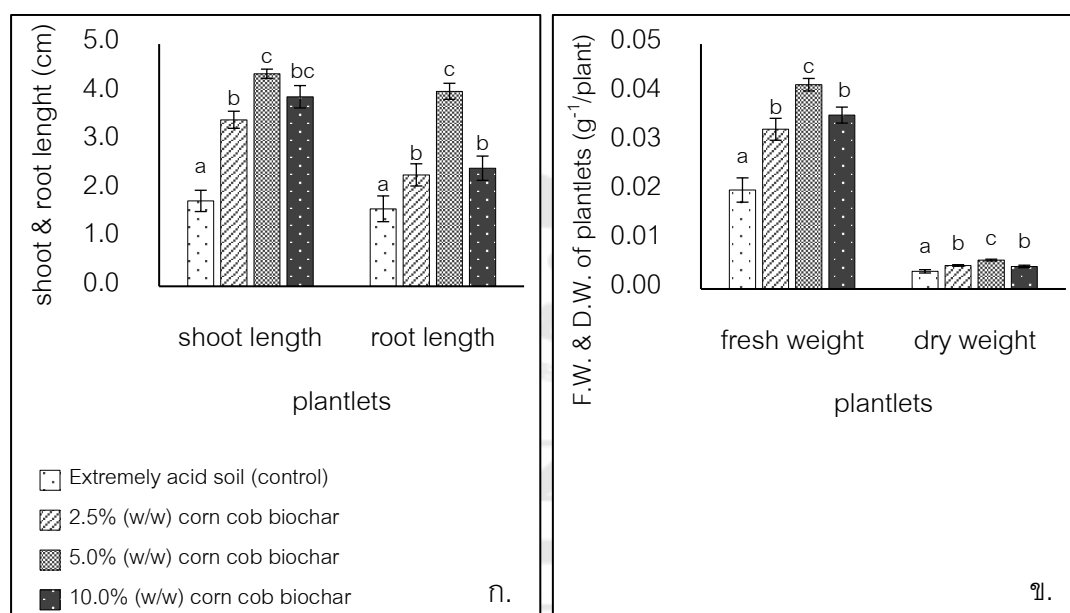 shoot & root lenght (cm)
5.0
4.0
3.0
2.0
1.0
0.0
a
b
c
bc
a
b
c
b
shoot length
root length
plantlets
Extremely acid soil (control)
2.5% (w/w) corn cob biochar
5.0% (w/w) corn cob biochar
10.0% (w/w) corn cob biochar
ก.
F.W. & D.W. of plantlets (g⁻¹/plant)
0.05
0.04
0.03
0.02
0.01
0.00
a
b
c
b
a
b
c
b
fresh weight
dry weight
plantlets
ข.